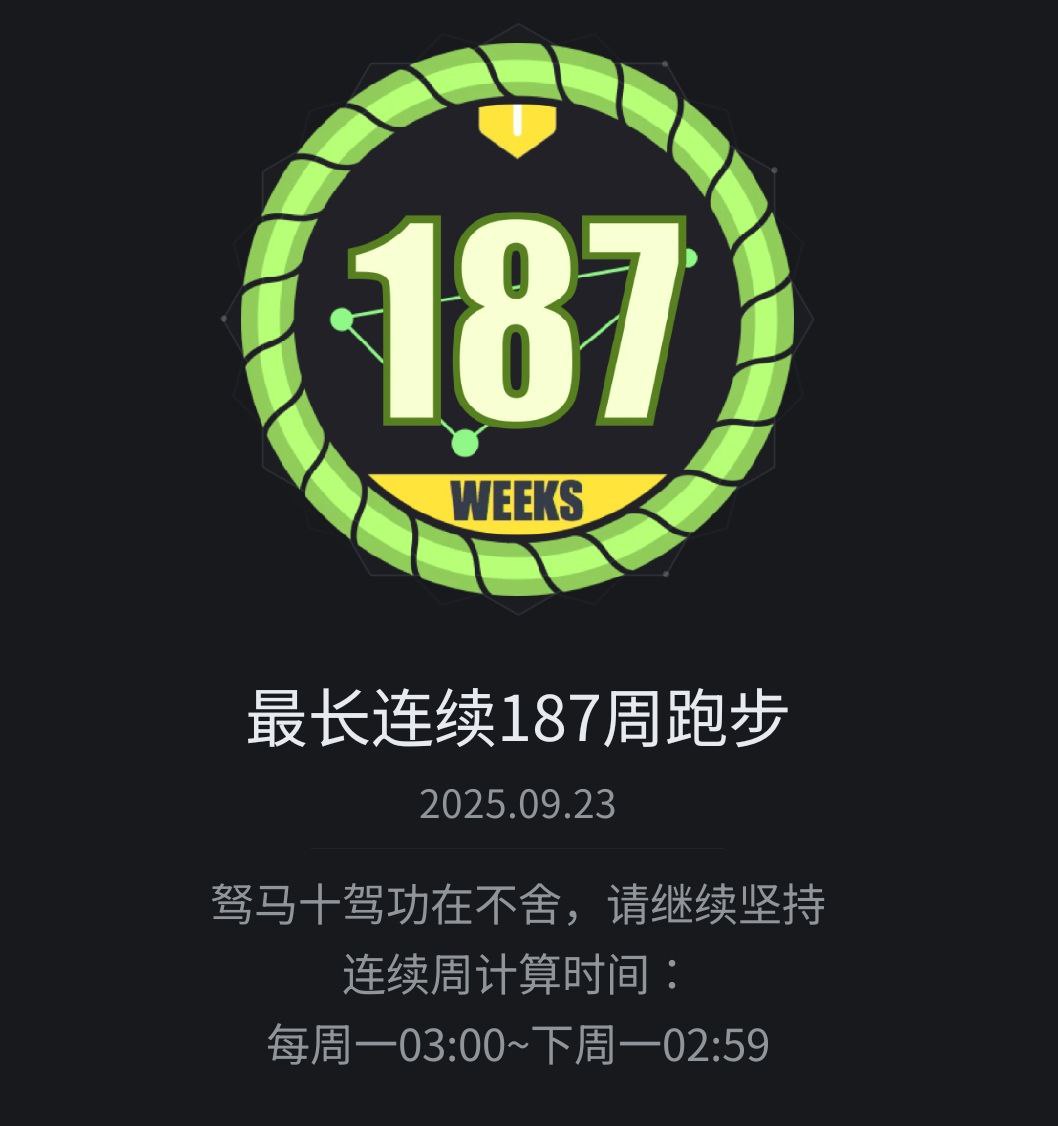 187
WEEKS
最长连续187周跑步
2025.09.23
驽马十驾功在不舍，请继续坚持
连续周计算时间：
每周一03:00~下周一02:59